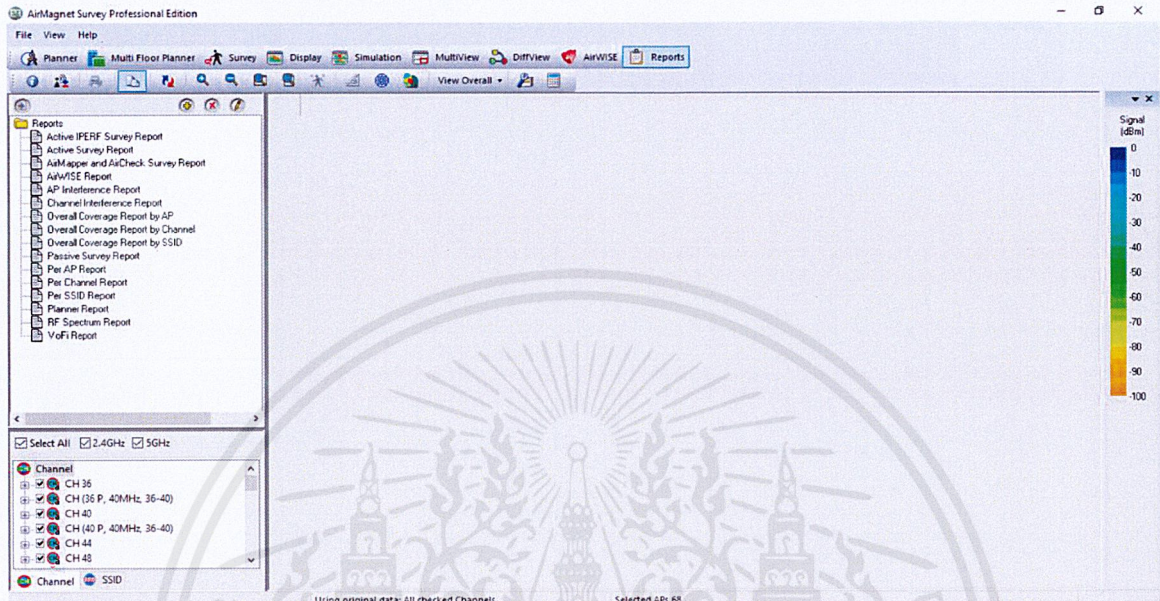 AirMagnet Survey Professional Edition
File View Help
Planner Multi Floor Planner Survey Display Simulation MultiView DiffView AirWISE Reports
View Overall
Reports
Active IPERF Survey Report
Active Survey Report
AirMapper and AirCheck Survey Report
AirWISE Report
AP Interference Report
Channel Interference Report
Overall Coverage Report by AP
Overall Coverage Report by Channel
Overall Coverage Report by SSID
Passive Survey Report
Per AP Report
Per Channel Report
Per SSID Report
Planner Report
RF Spectrum Report
VoFi Report
Signal
(dBm)
0
-10
-20
-30
-40
-50
-60
-70
-80
-90
-100
Select All 2.4GHz 5GHz
Channel
CH 36
CH (36 P, 40MHz, 36-40)
CH 40
CH (40 P, 40MHz, 36-40)
CH 44
CH 48
Channel SSID
Using original data: All checked Channels Selected APs 68